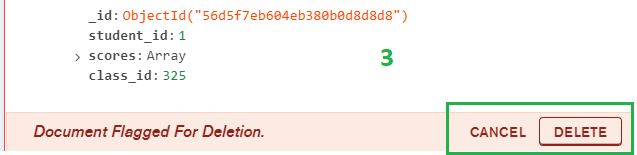 _id: ObjectId("56d5f7eb604eb380b0d8d8d8")
student_id: 1
> scores: Array
class_id: 325
3
Document Flagged For Deletion.
CANCEL DELETE